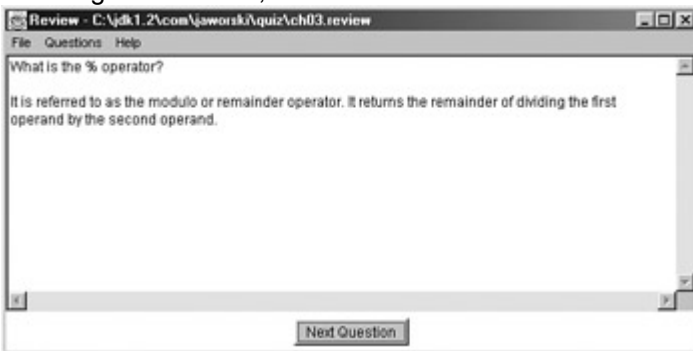 Review - C:\jdk1.2\com\jaworski\quiz\ch03.review
File Questions Help
What is the % operator?
It is referred to as the modulo or remainder operator. It returns the remainder of dividing the first
operand by the second operand.
Next Question